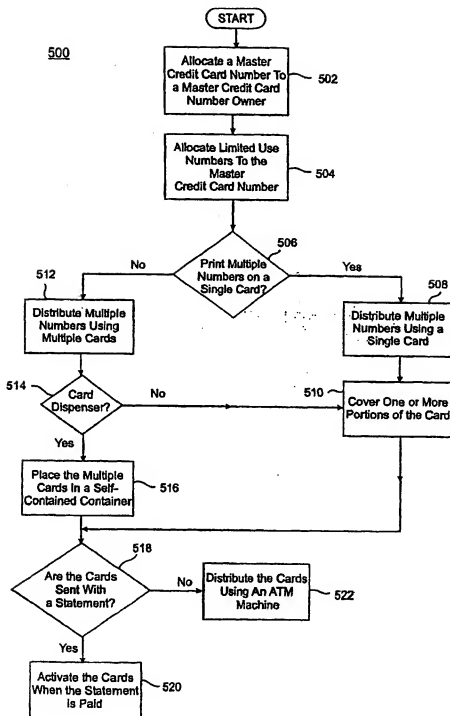 START
500
Allocate a Master
Credit Card Number To
a Master Credit Card
Number Owner
502
Allocate Limited Use
Numbers To the
Master
Credit Card Number
504
506
Print Multiple
Numbers on a
Single Card?
No
Yes
512
Distribute Multiple
Numbers Using
Multiple Cards
508
Distribute Multiple
Numbers Using a
Single Card
514
Card
Dispenser?
No
510
Cover One or More
Portions of the Card
Yes
Place the Multiple
Cards in a Self-
Contained Container
516
518
Are the Cards
Sent With
a Statement?
No
Distribute the Cards
Using An ATM
Machine
522
Yes
Activate the Cards
When the Statement
is Paid
520